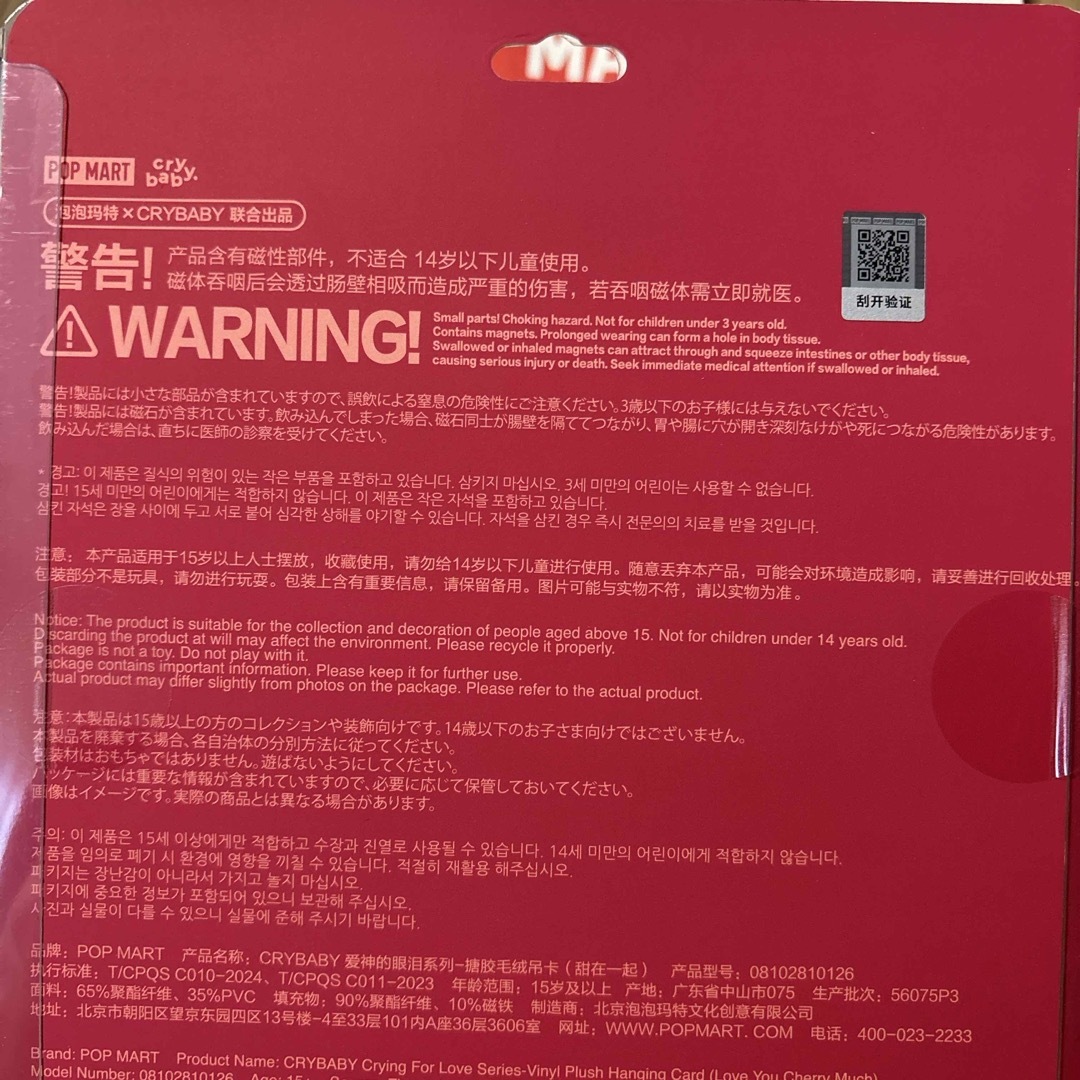 POP MART cry baby.
泡泡玛特×CRYBABY 联合出品
警告! 产品含有磁性部件，不适合 14岁以下儿童使用。
磁体吞咽后会透过肠壁相吸而造成严重的伤害，若吞咽磁体需立即就医。
刮开验证
WARNING! Small parts! Choking hazard. Not for children under 3 years old.
Contains magnets. Prolonged wearing can form a hole in body tissue.
Swallowed or inhaled magnets can attract through and squeeze intestines or other body tissue,
causing serious injury or death. Seek immediate medical attention if swallowed or inhaled.
警告!製品には小さな部品が含まれていますので、誤飲による窒息の危険性にご注意ください。3歳以下のお子様には与えないでください。
警告!製品には磁石が含まれています。飲み込んでしまった場合、磁石同士が腸壁を隔ててつながり、胃や腸に穴が開き深刻なけがや死につながる危険性があります。
飲み込んだ場合は、直ちに医師の診察を受けてください。
* 경고: 이 제품은 질식의 위험이 있는 작은 부품을 포함하고 있습니다. 삼키지 마십시오. 3세 미만의 어린이는 사용할 수 없습니다.
경고! 15세 미만의 어린이에게는 적합하지 않습니다. 이 제품은 작은 자석을 포함하고 있습니다.
삼킨 자석은 장을 사이에 두고 서로 붙어 심각한 상해를 야기할 수 있습니다. 자석을 삼킨 경우 즉시 전문의의 치료를 받을 것입니다.
注意：本产品适用于15岁以上人士摆放，收藏使用，请勿给14岁以下儿童进行使用。随意丢弃本产品，可能会对环境造成影响，请妥善进行回收处理。
包装部分不是玩具，请勿进行玩耍。包装上含有重要信息，请保留备用。图片可能与实物不符，请以实物为准。
Notice: The product is suitable for the collection and decoration of people aged above 15. Not for children under 14 years old.
Discarding the product at will may affect the environment. Please recycle it properly.
Package is not a toy. Do not play with it.
Package contains important information. Please keep it for further use.
Actual product may differ slightly from photos on the package. Please refer to the actual product.
注意：本製品は15歳以上の方のコレクションや装飾向けです。14歳以下のお子さま向けではございません。
本製品を廃棄する場合、各自治体の分別方法に従ってください。
包装材はおもちゃではありません。遊ばないようにしてください。
パッケージには重要な情報が含まれていますので、必要に応じて保管しておいてください。
画像はイメージです。実際の商品とは異なる場合があります。
주의: 이 제품은 15세 이상에게만 적합하고 수장과 진열로 사용될 수 있습니다. 14세 미만의 어린이에게 적합하지 않습니다.
제품을 임의로 폐기 시 환경에 영향을 끼칠 수 있습니다. 적절히 재활용 해주십시오.
패키지는 장난감이 아니라서 가지고 놀지 마십시오.
패키지에 중요한 정보가 포함되어 있으니 보관해 주십시오.
사진과 실물이 다를 수 있으니 실물에 준해 주시기 바랍니다.
品牌：POP MART 产品名称：CRYBABY 爱神的眼泪系列-搪胶毛绒吊卡（甜在一起） 产品型号：08102810126
执行标准：T/CPQS C010-2024、T/CPQS C011-2023 年龄范围：15岁及以上 产地：广东省中山市075 生产批次：56075P3
面料：65%聚酯纤维、35%PVC 填充物：90%聚酯纤维、10%磁铁 制造商：北京泡泡玛特文化创意有限公司
地址：北京市朝阳区望京东园四区13号楼-4至33层101内A座36层3606室 网址：WWW.POPMART.COM 电话：400-023-2233
Brand: POP MART Product Name: CRYBABY Crying For Love Series-Vinyl Plush Hanging Card (Love You Cherry Much)
Model Number: 08102810126 Age: 15+